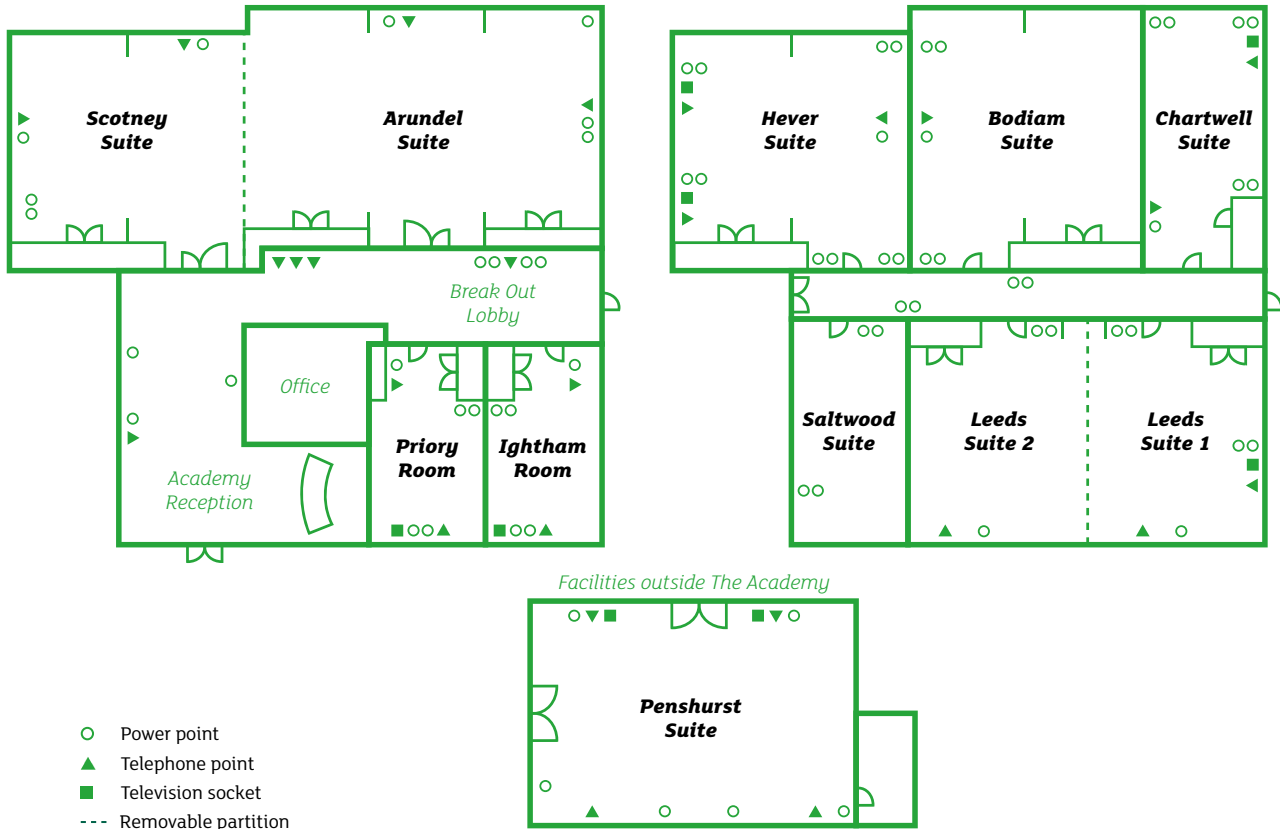 Scotney
Suite
Arundel
Suite
Hever
Suite
Bodiam
Suite
Chartwell
Suite
Break Out
Lobby
Office
Priory
Room
Ightham
Room
Academy
Reception
Saltwood
Suite
Leeds
Suite 2
Leeds
Suite 1
Facilities outside The Academy
Penshurst
Suite
Power point
Telephone point
Television socket
Removable partition